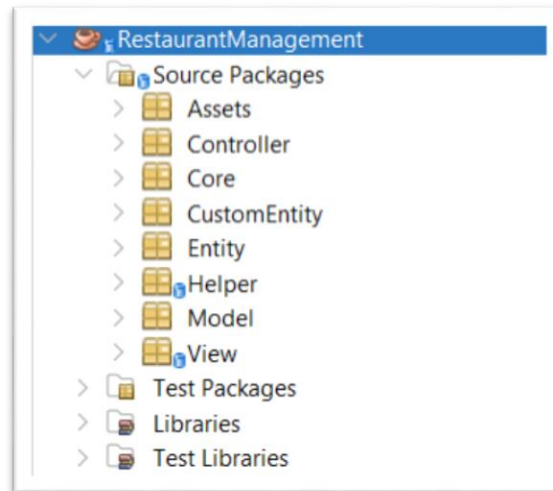 RestaurantManagement
Source Packages
Assets
Controller
Core
CustomEntity
Entity
Helper
Model
View
Test Packages
Libraries
Test Libraries